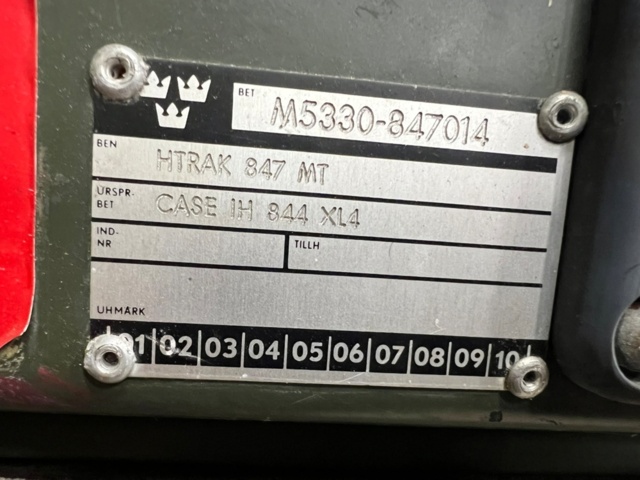 BET M5330-847014
BEN HTRAK 847 MT
URSPR-
BET CASE IH 844 XL4
IND-
NR
TILLH
UHMÄRK
01 02 03 04 05 06 07 08 09 10